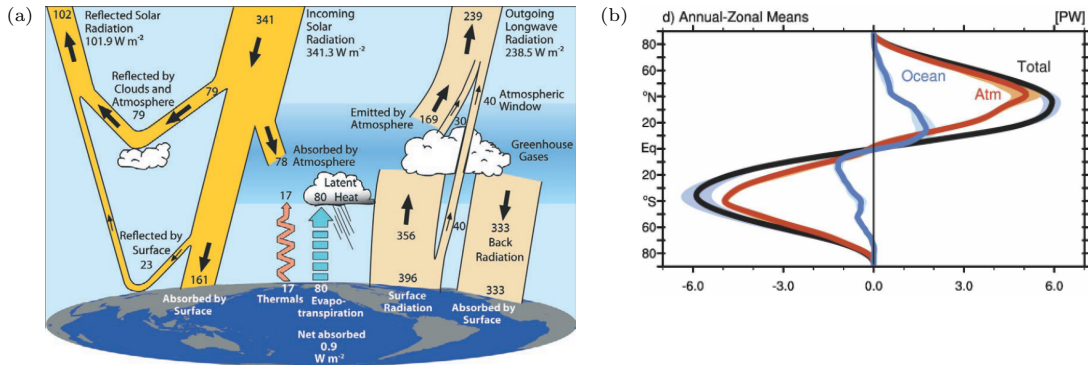 (a)
102
Reflected Solar
Radiation
101.9 W m-2
341
Incoming
Solar
Radiation
341.3 W m-2
239
Outgoing
Longwave
Radiation
238.5 W m-2
Reflected by
Clouds and
Atmosphere
79
79
Emitted by
Atmosphere
169
30
40
Atmospheric
Window
Greenhouse
Gases
78
Absorbed by
Atmosphere
17
Latent
80 Heat
Reflected by
Surface
23
356
40
333
Back
Radiation
161
Absorbed by
Surface
17
Thermals
80
Evapo-
transpiration
396
Surface
Radiation
333
Absorbed by
Surface
Net absorbed
0.9
W m-2
(b)
d) Annual-Zonal Means
[PW]
80
60
°N
20
Eq
20
°S
60
80
Ocean
Total
Atm
-6.0
-3.0
0.0
3.0
6.0